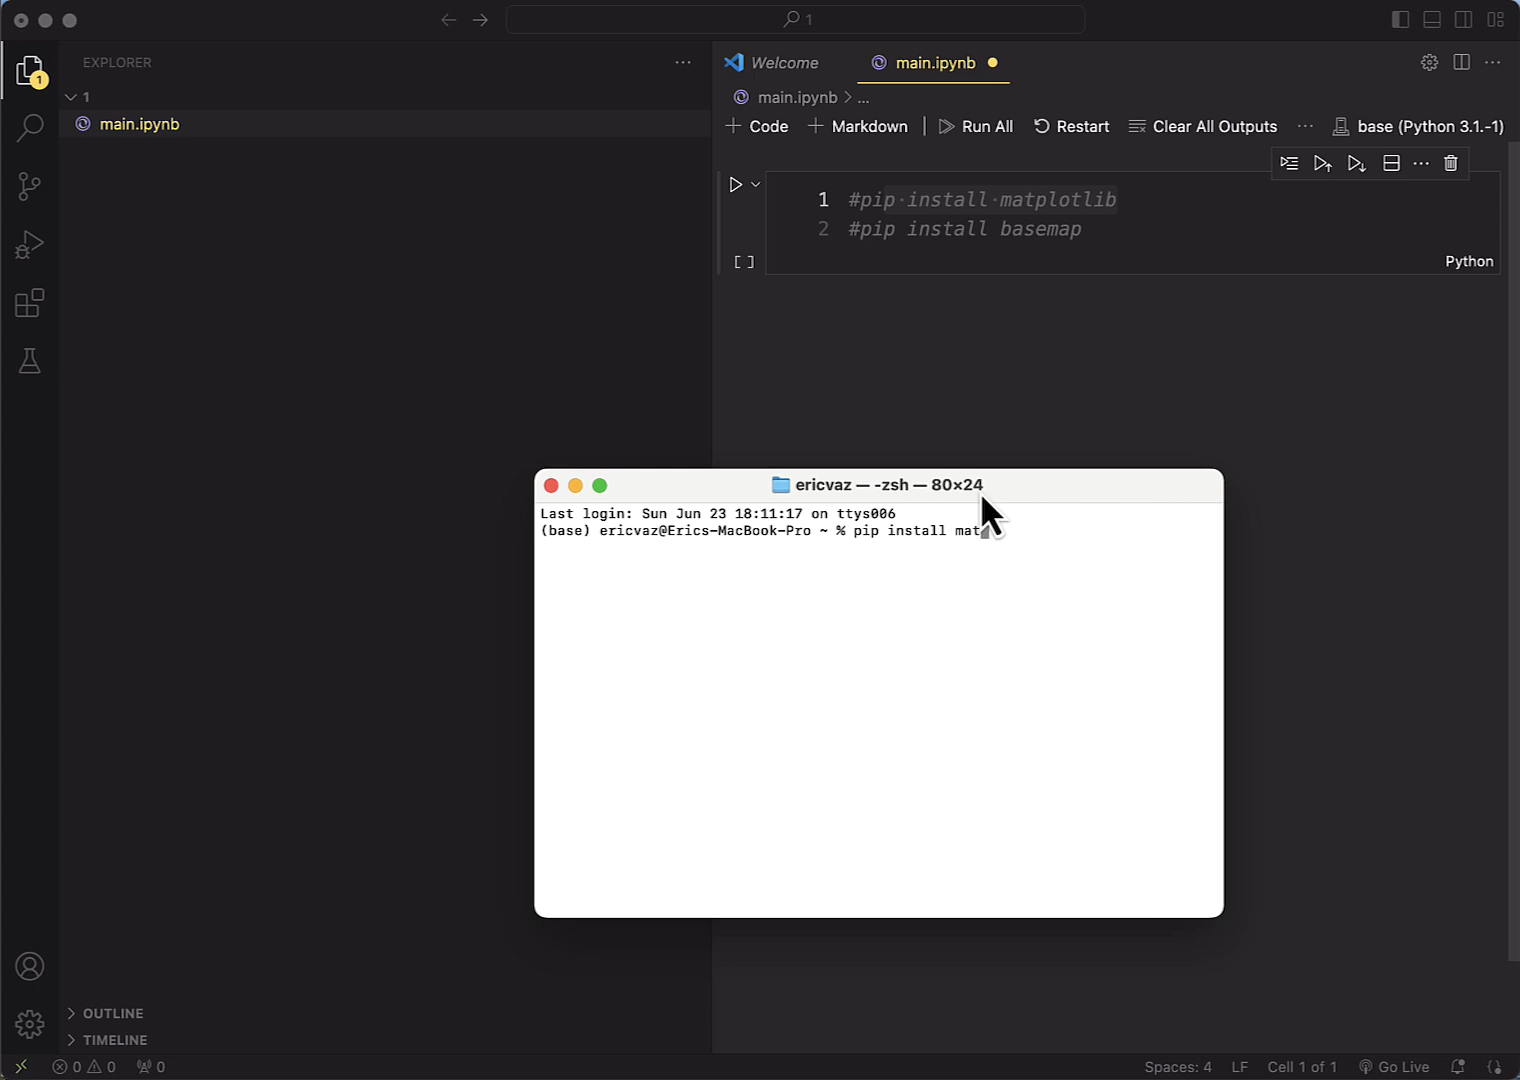 1
EXPLORER
1
main.ipynb
1
Welcome
main.ipynb
main.ipynb > ...
Code
Markdown
Run All
Restart
Clear All Outputs
base (Python 3.1.-1)
1 #pip·install·matplotlib
2 #pip install basemap
[ ]
Python
ericvaz — -zsh — 80×24
Last login: Sun Jun 23 18:11:17 on ttys006
(base) ericvaz@Erics-MacBook-Pro ~ % pip install mat
OUTLINE
TIMELINE
0 0 0
Spaces: 4 LF Cell 1 of 1 Go Live